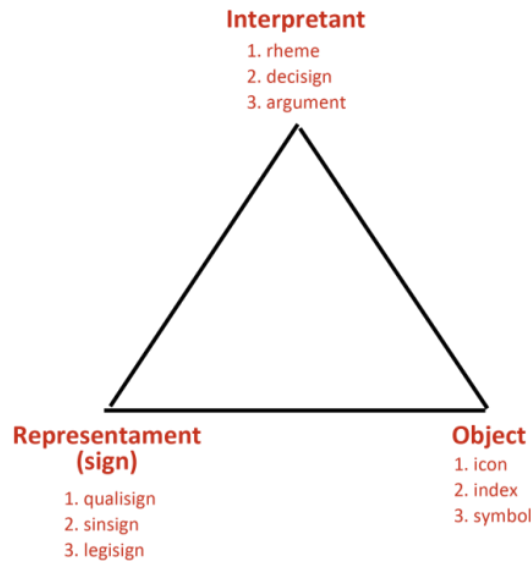 Interpretant
1. rheme
2. decisign
3. argument
Representament
(sign)
1. qualisign
2. sinsign
3. legisign
Object
1. icon
2. index
3. symbol